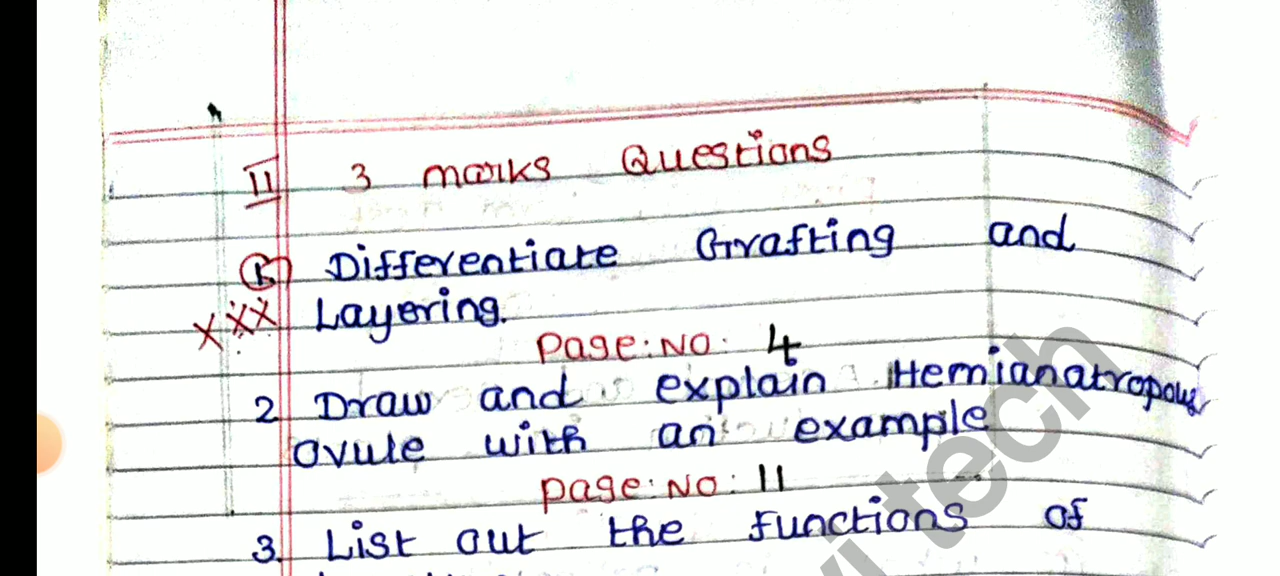 II 3 marks Questions
1. Differentiate Grafting and
xxx Layering.
Page: No: 4
2. Draw and explain Hemianatropous
ovule with an example
page: No: 11
3. List out the functions of
tech